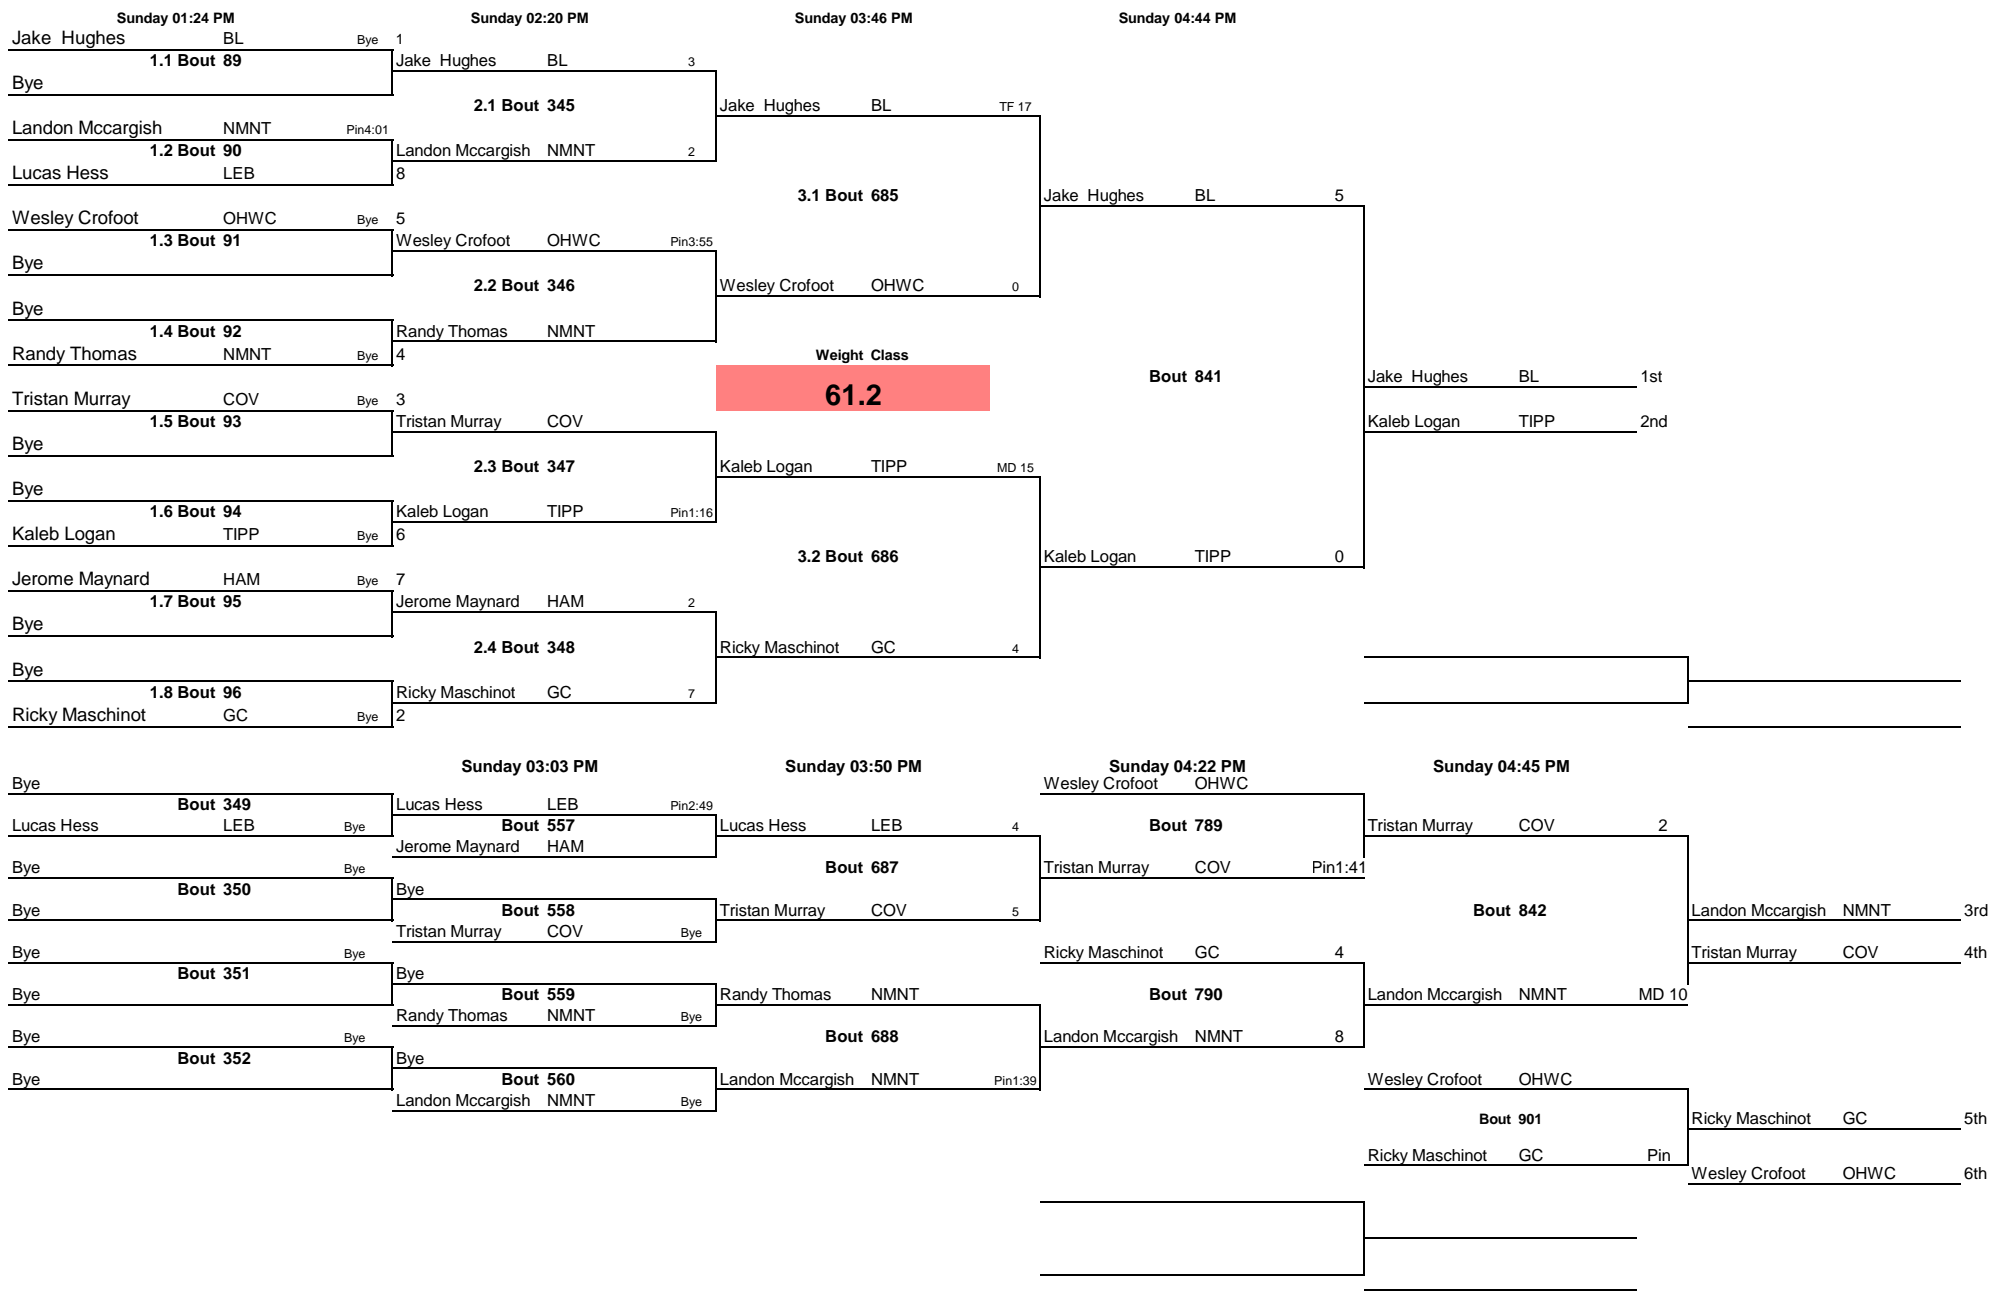 Sunday 01:24 PM Sunday 02:20 PM Sunday 03:46 PM Sunday 04:44 PM
Jake Hughes BL Bye 1
1.1 Bout 89 Jake Hughes BL 3
Bye
2.1 Bout 345 Jake Hughes BL TF 17
Landon Mccargish NMNT Pin4:01
1.2 Bout 90 Landon Mccargish NMNT 2
Lucas Hess LEB 8
3.1 Bout 685 Jake Hughes BL 5
Wesley Crofoot OHWC Bye 5
1.3 Bout 91 Wesley Crofoot OHWC Pin3:55
Bye
2.2 Bout 346 Wesley Crofoot OHWC 0
Bye
1.4 Bout 92 Randy Thomas NMNT
Randy Thomas NMNT Bye 4 Weight Class
Bout 841 Jake Hughes BL 1st
61.2
Tristan Murray COV Bye 3
1.5 Bout 93 Tristan Murray COV Kaleb Logan TIPP 2nd
Bye
2.3 Bout 347 Kaleb Logan TIPP MD 15
Bye
1.6 Bout 94 Kaleb Logan TIPP Pin1:16
Kaleb Logan TIPP Bye 6
3.2 Bout 686 Kaleb Logan TIPP 0
Jerome Maynard HAM Bye 7
1.7 Bout 95 Jerome Maynard HAM 2
Bye
2.4 Bout 348 Ricky Maschinot GC 4
Bye
1.8 Bout 96 Ricky Maschinot GC 7
Ricky Maschinot GC Bye 2
Sunday 03:03 PM Sunday 03:50 PM Sunday 04:22 PM Sunday 04:45 PM
Bye Wesley Crofoot OHWC
Bout 349 Lucas Hess LEB Pin2:49
Lucas Hess LEB Bye Bout 557 Lucas Hess LEB 4 Bout 789 Tristan Murray COV 2
Jerome Maynard HAM
Bye Bye Bout 687 Tristan Murray COV Pin1:41
Bout 350 Bye
Bye Bout 558 Tristan Murray COV 5 Bout 842 Landon Mccargish NMNT 3rd
Tristan Murray COV Bye
Bye Bye Ricky Maschinot GC 4 Tristan Murray COV 4th
Bout 351 Bye
Bye Bout 559 Randy Thomas NMNT Bout 790 Landon Mccargish NMNT MD 10
Randy Thomas NMNT Bye
Bye Bye Bout 688 Landon Mccargish NMNT 8
Bout 352 Bye
Bye Bout 560 Landon Mccargish NMNT Pin1:39 Wesley Crofoot OHWC
Landon Mccargish NMNT Bye
Bout 901 Ricky Maschinot GC 5th
Ricky Maschinot GC Pin
Wesley Crofoot OHWC 6th